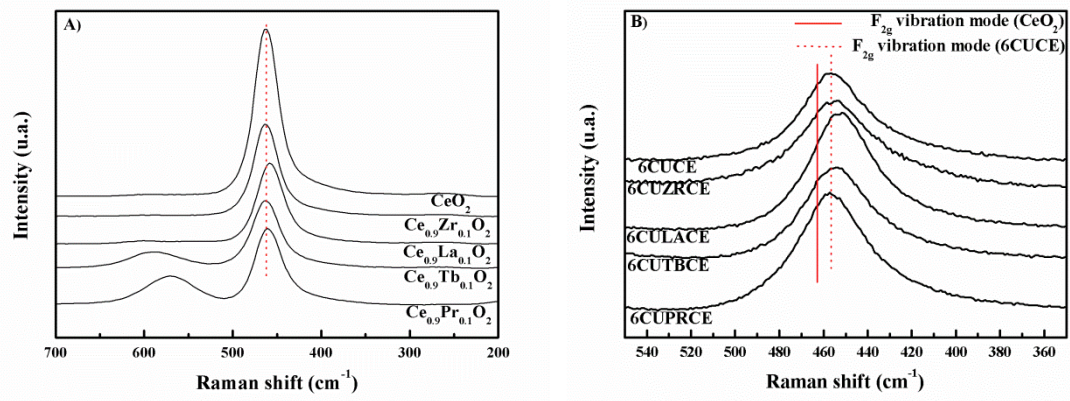 A)
CeO₂
Ce₀.₉Zr₀.₁O₂
Ce₀.₉La₀.₁O₂
Ce₀.₉Tb₀.₁O₂
Ce₀.₉Pr₀.₁O₂
700 600 500 400 300 200
Raman shift (cm⁻¹)
Intensity (u.a.)
B)
F₂g vibration mode (CeO₂)
F₂g vibration mode (6CUCE)
6CUCE
6CUZRCE
6CULACE
6CUTBCE
6CUPRCE
540 520 500 480 460 440 420 400 380 360
Raman shift (cm⁻¹)
Intensity (u.a.)